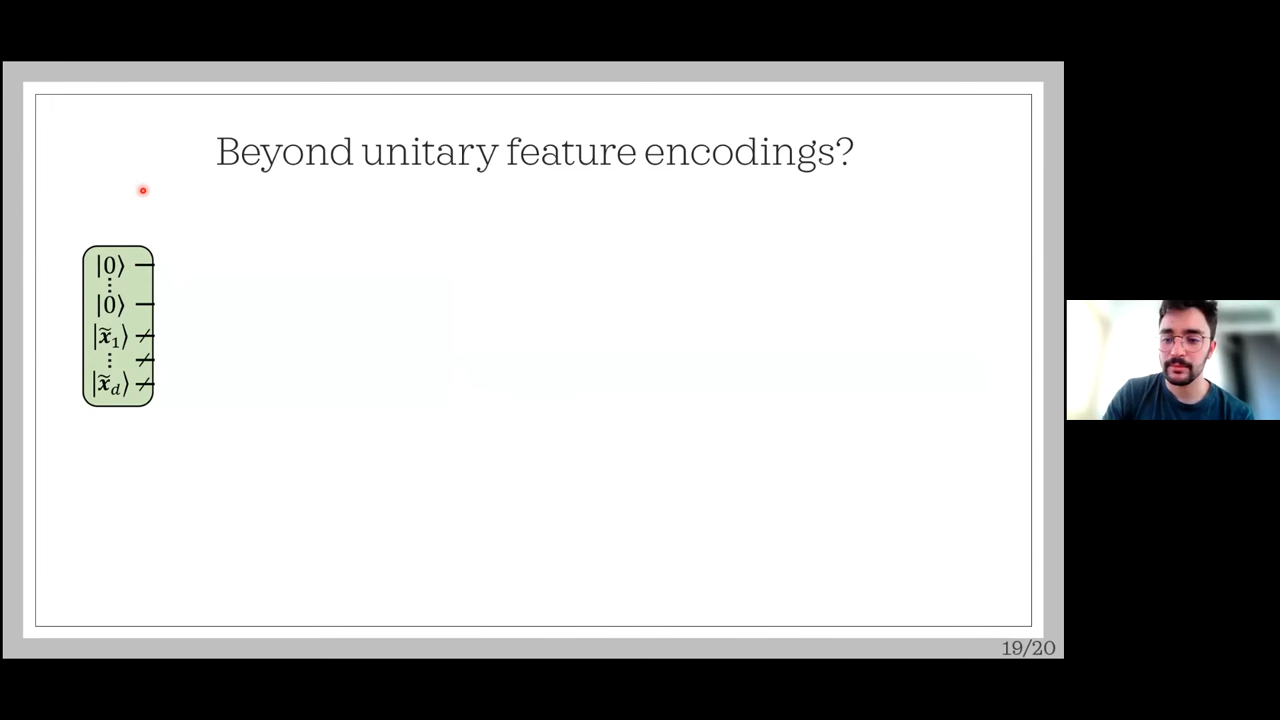 Beyond unitary feature encodings?
|0⟩
⋮
|0⟩
|x̃₁⟩
⋮
|x̃_d⟩
19/20